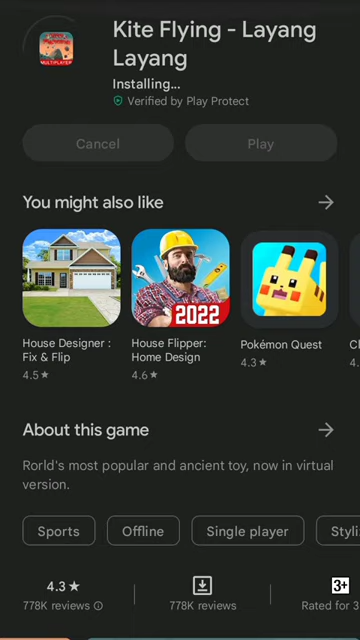 Kite Flying - Layang
Layang
MULTIPLAYER
Installing...
Verified by Play Protect
Cancel
Play
You might also like
2022
House Designer :
Fix & Flip
4.5★
House Flipper:
Home Design
4.6★
Pokémon Quest
4.3★
4.
About this game
Rorld's most popular and ancient toy, now in virtual
version.
Sports
Offline
Single player
Styli
4.3★
778K reviews
778K reviews
3+
Rated for 3